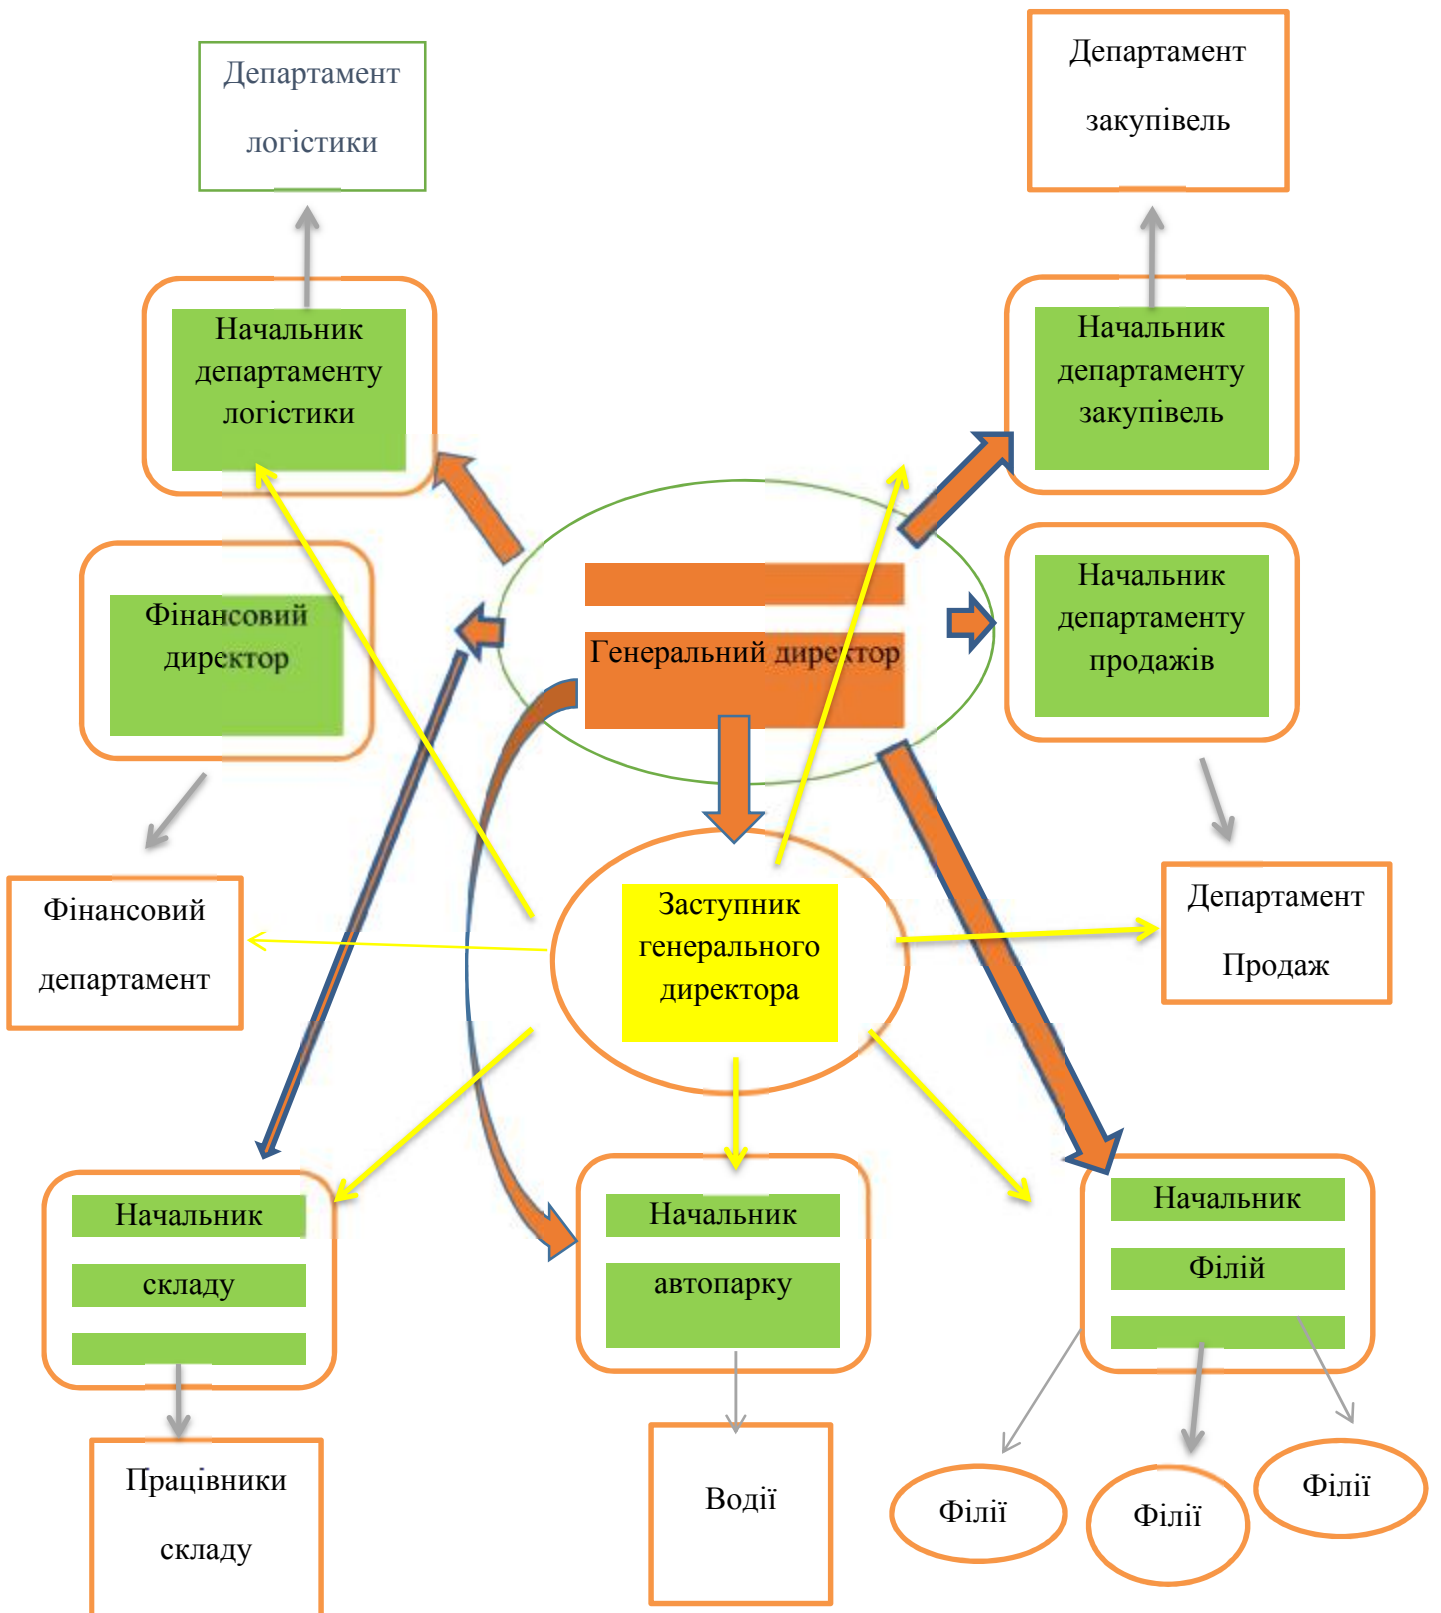 Департамент
логістики
Департамент
закупівель
Начальник
департаменту
логістики
Начальник
департаменту
закупівель
Фінансовий
директор
Генеральний директор
Начальник
департаменту
продажів
Фінансовий
департамент
Заступник
генерального
директора
Департамент
Продаж
Начальник
складу
Начальник
автопарку
Начальник
Філій
Працівники
складу
Водії
Філії
Філії
Філії